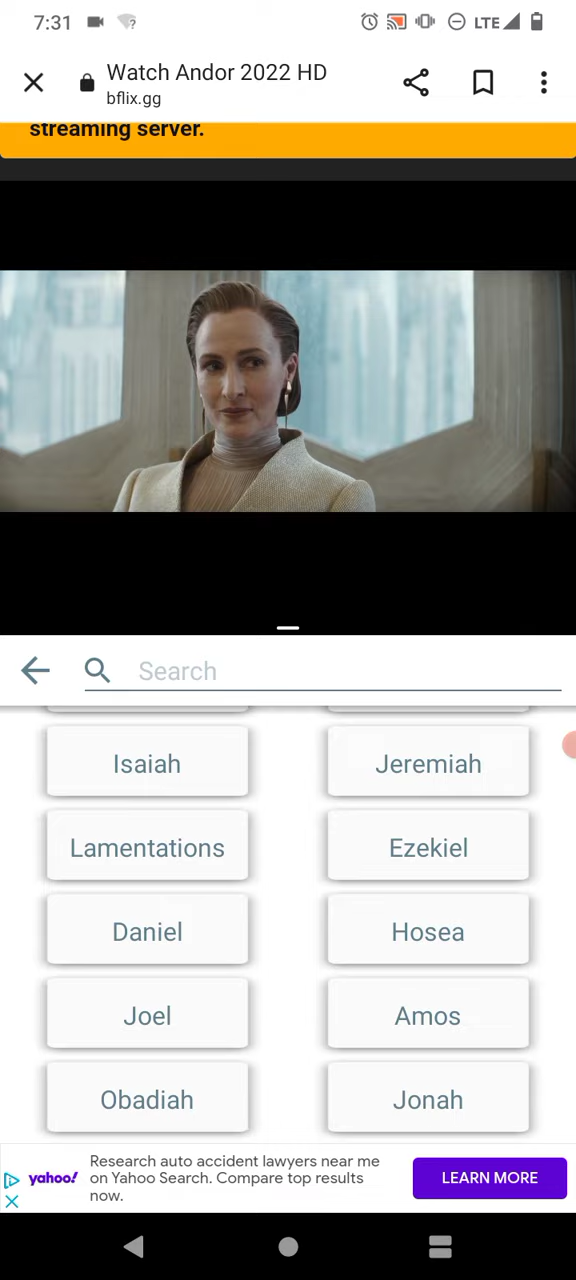 7:31
LTE
Watch Andor 2022 HD
bflix.gg
streaming server.
Search
Isaiah
Jeremiah
Lamentations
Ezekiel
Daniel
Hosea
Joel
Amos
Obadiah
Jonah
yahoo!
Research auto accident lawyers near me
on Yahoo Search. Compare top results
now.
LEARN MORE